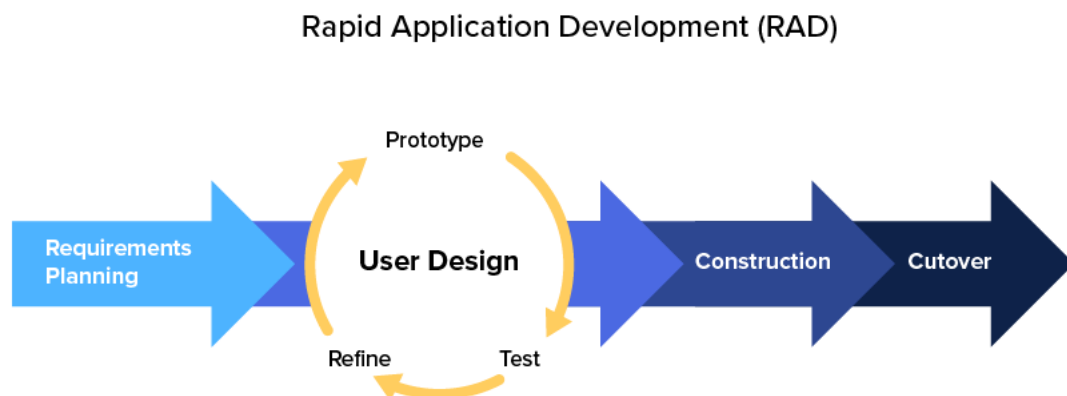 Rapid Application Development (RAD)
Prototype
Requirements
Planning
User Design
Construction
Cutover
Refine
Test